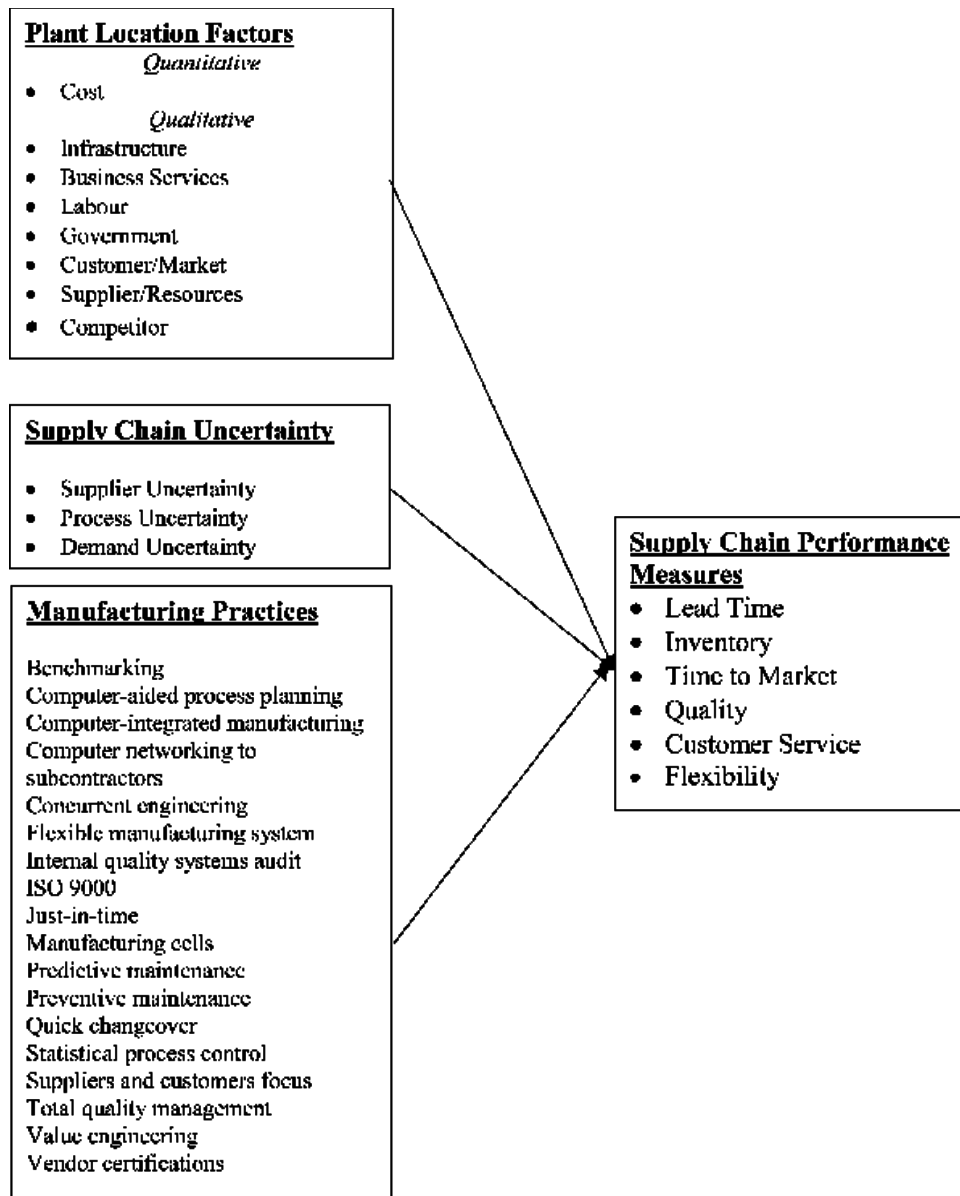 Plant Location Factors
Quantitative
• Cost
Qualitative
• Infrastructure
• Business Services
• Labour
• Government
• Customer/Market
• Supplier/Resources
• Competitor
Supply Chain Uncertainty
• Supplier Uncertainty
• Process Uncertainty
• Demand Uncertainty
Manufacturing Practices
Benchmarking
Computer-aided process planning
Computer-integrated manufacturing
Computer networking to
subcontractors
Concurrent engineering
Flexible manufacturing system
Internal quality systems audit
ISO 9000
Just-in-time
Manufacturing cells
Predictive maintenance
Preventive maintenance
Quick changeover
Statistical process control
Suppliers and customers focus
Total quality management
Value engineering
Vendor certifications
Supply Chain Performance
Measures
• Lead Time
• Inventory
• Time to Market
• Quality
• Customer Service
• Flexibility